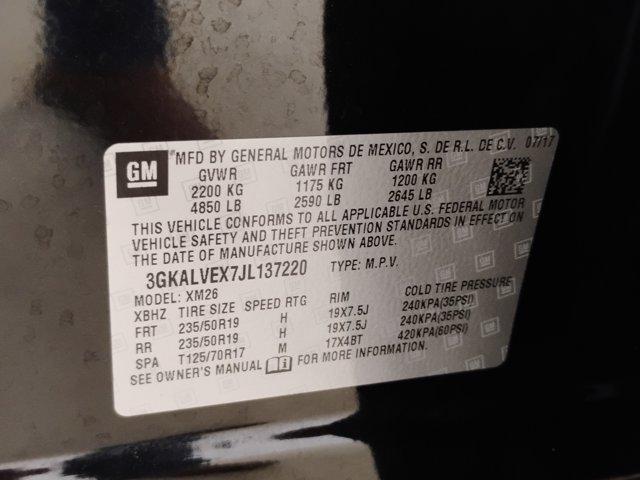 GM
*MFD BY GENERAL MOTORS DE MEXICO, S. DE R.L. DE C.V. 07/17
GVWR GAWR FRT GAWR RR
2200 KG 1175 KG 1200 KG
4850 LB 2590 LB 2645 LB
THIS VEHICLE CONFORMS TO ALL APPLICABLE U.S. FEDERAL MOTOR
VEHICLE SAFETY AND THEFT PREVENTION STANDARDS IN EFFECT ON
THE DATE OF MANUFACTURE SHOWN ABOVE.
3GKALVEX7JL137220 TYPE: M.P.V.
MODEL: XM26
XBHZ TIRE SIZE SPEED RTG RIM COLD TIRE PRESSURE
FRT 235/50R19 H 19X7.5J 240KPA(35PSI)
RR 235/50R19 H 19X7.5J 240KPA(35PSI)
SPA T125/70R17 M 17X4BT 420KPA(60PSI)
SEE OWNER'S MANUAL FOR MORE INFORMATION.